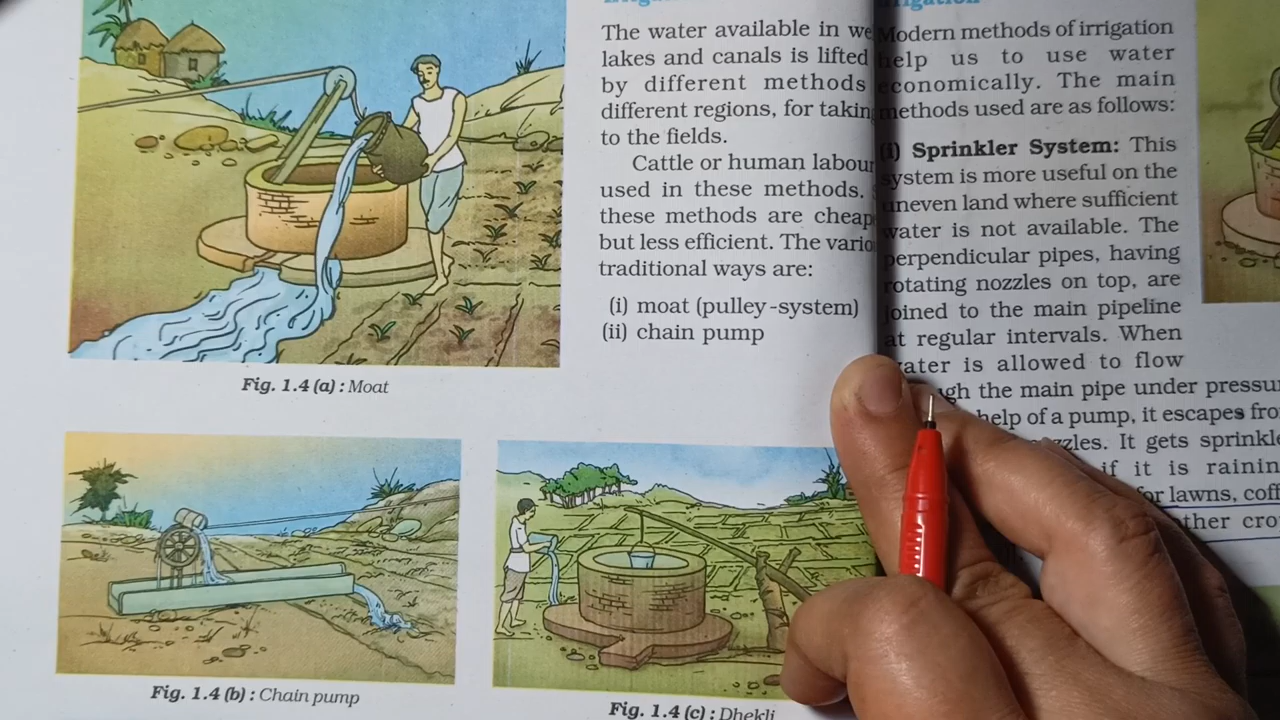 The water available in we
lakes and canals is lifted
by different methods
different regions, for taking
to the fields.
Cattle or human labour
used in these methods.
these methods are cheap
but less efficient. The vario
traditional ways are:
(i) moat (pulley-system)
(ii) chain pump
Fig. 1.4 (a) : Moat
Fig. 1.4 (b) : Chain pump
Fig. 1.4 (c) : Dhekli
Modern methods of irrigation
help us to use water
economically. The main
methods used are as follows:
(i) Sprinkler System: This
system is more useful on the
uneven land where sufficient
water is not available. The
perpendicular pipes, having
rotating nozzles on top, are
joined to the main pipeline
at regular intervals. When
water is allowed to flow
the main pipe under pressur
help of a pump, it escapes fro
It gets sprinkle
if it is rainin
for lawns, coff
other cro